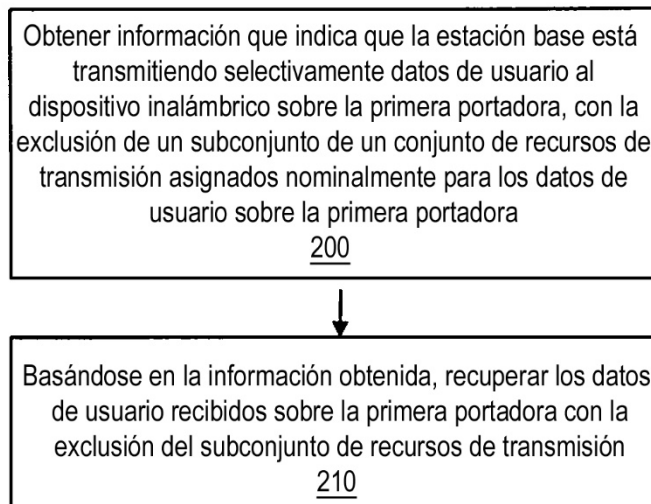 Obtener información que indica que la estación base está
transmitiendo selectivamente datos de usuario al
dispositivo inalámbrico sobre la primera portadora, con la
exclusión de un subconjunto de un conjunto de recursos de
transmisión asignados nominalmente para los datos de
usuario sobre la primera portadora
200
Basándose en la información obtenida, recuperar los datos
de usuario recibidos sobre la primera portadora con la
exclusión del subconjunto de recursos de transmisión
210